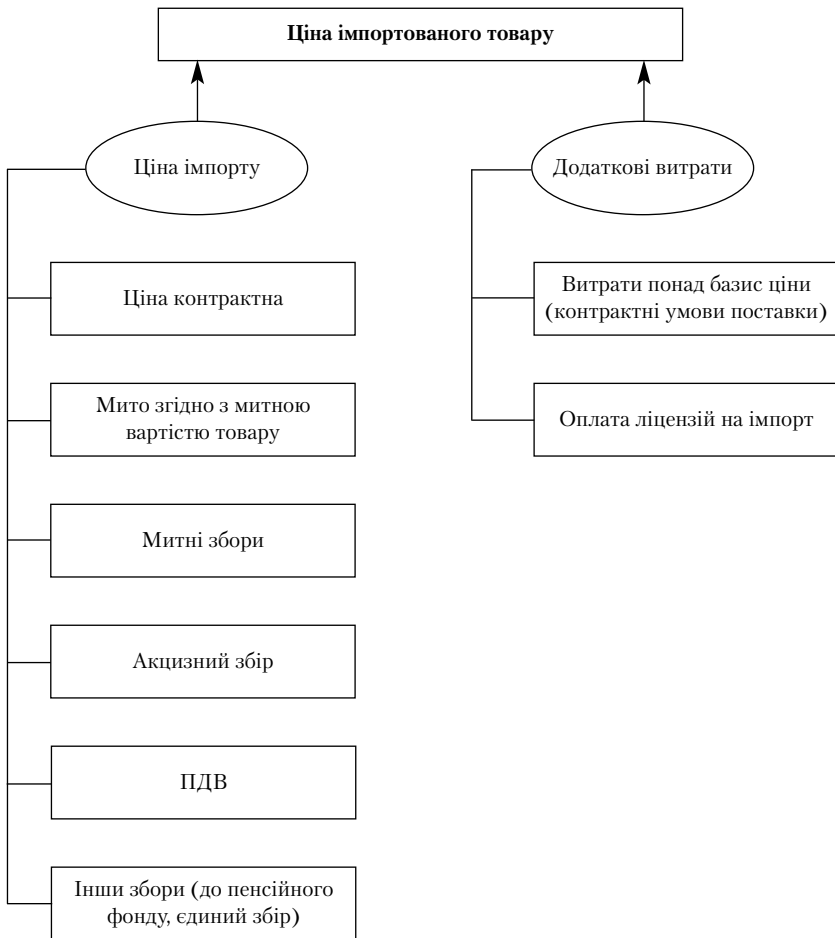 Ціна імпортованого товару
Ціна імпорту
Додаткові витрати
Ціна контрактна
Витрати понад базис ціни
(контрактні умови поставки)
Мито згідно з митною
вартістю товару
Оплата ліцензій на імпорт
Митні збори
Акцизний збір
ПДВ
Інши збори (до пенсійного
фонду, єдиний збір)